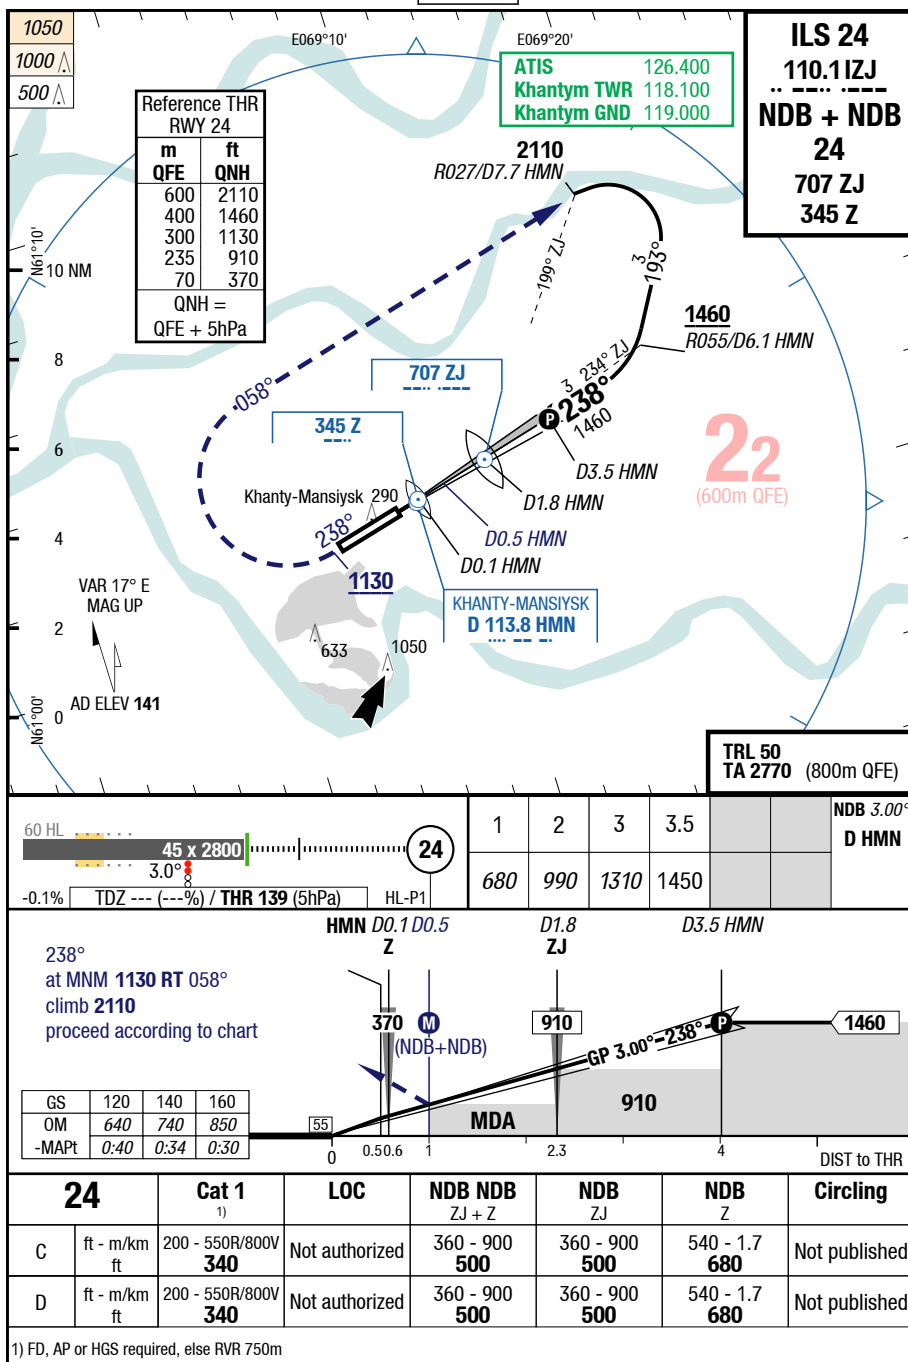 1050
1000
500
E069°10'
E069°20'
ATIS 126.400
Khantym TWR 118.100
Khantym GND 119.000
ILS 24
110.1 IZJ
NDB + NDB
24
707 ZJ
345 Z
Reference THR
RWY 24
m ft
QFE QNH
600 2110
400 1460
300 1130
235 910
70 370
QNH =
QFE + 5hPa
2110
R027/D7.7 HMN
N61°10'
10 NM
199° ZJ
3
193°
1460
R055/D6.1 HMN
8
707 ZJ
3 234° ZJ
238°
1460
058°
345 Z
P
6
22
(600m QFE)
D3.5 HMN
Khanty-Mansiysk 290
D1.8 HMN
238°
D0.5 HMN
4
D0.1 HMN
1130
VAR 17° E
MAG UP
KHANTY-MANSIYSK
D 113.8 HMN
2
633
1050
AD ELEV 141
0
N61°00'
TRL 50
TA 2770 (800m QFE)
60 HL
45 x 2800
24
3.0°
-0.1% TDZ --- (---%) / THR 139 (5hPa) HL-P1
1 2 3 3.5 NDB 3.00°
D HMN
680 990 1310 1450
HMN D0.1 D0.5 D1.8 D3.5 HMN
Z ZJ
238°
at MNM 1130 RT 058°
climb 2110
proceed according to chart
370 M 910 P 1460
(NDB+NDB)
GP 3.00°-238°
MDA
910
GS 120 140 160
OM 640 740 850
-MAPt 0:40 0:34 0:30
55
0 0.5 0.6 1 2.3 4
DIST to THR
24 Cat 1 LOC NDB NDB NDB NDB Circling
1) ZJ + Z ZJ Z
C ft - m/km 200 - 550R/800V Not authorized 360 - 900 360 - 900 540 - 1.7 Not published
ft 340 500 500 680
D ft - m/km 200 - 550R/800V Not authorized 360 - 900 360 - 900 540 - 1.7 Not published
ft 340 500 500 680
1) FD, AP or HGS required, else RVR 750m